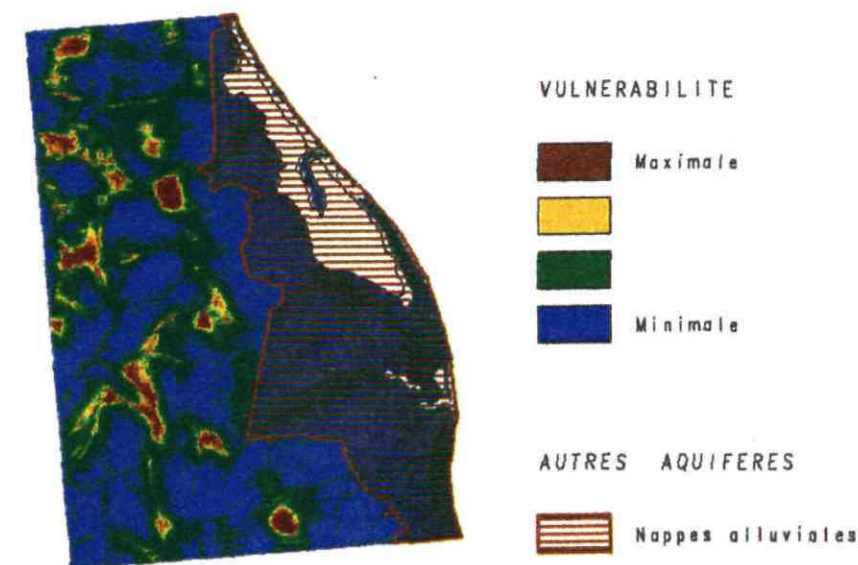 VULNERABILITE
Maximale
Minimale
AUTRES AQUIFERES
Nappes alluviales